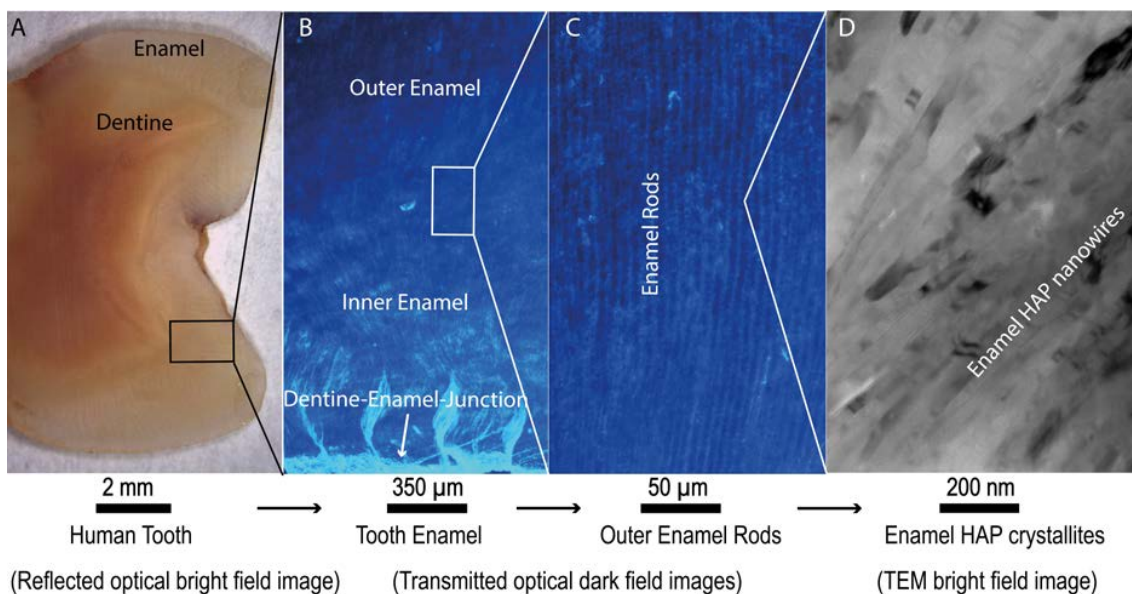 A
Enamel
Dentine
B
Outer Enamel
Inner Enamel
Dentine-Enamel-Junction
C
Enamel Rods
D
Enamel HAP nanowires
2 mm
350 µm
50 µm
200 nm
Human Tooth
Tooth Enamel
Outer Enamel Rods
Enamel HAP crystallites
(Reflected optical bright field image)
(Transmitted optical dark field images)
(TEM bright field image)